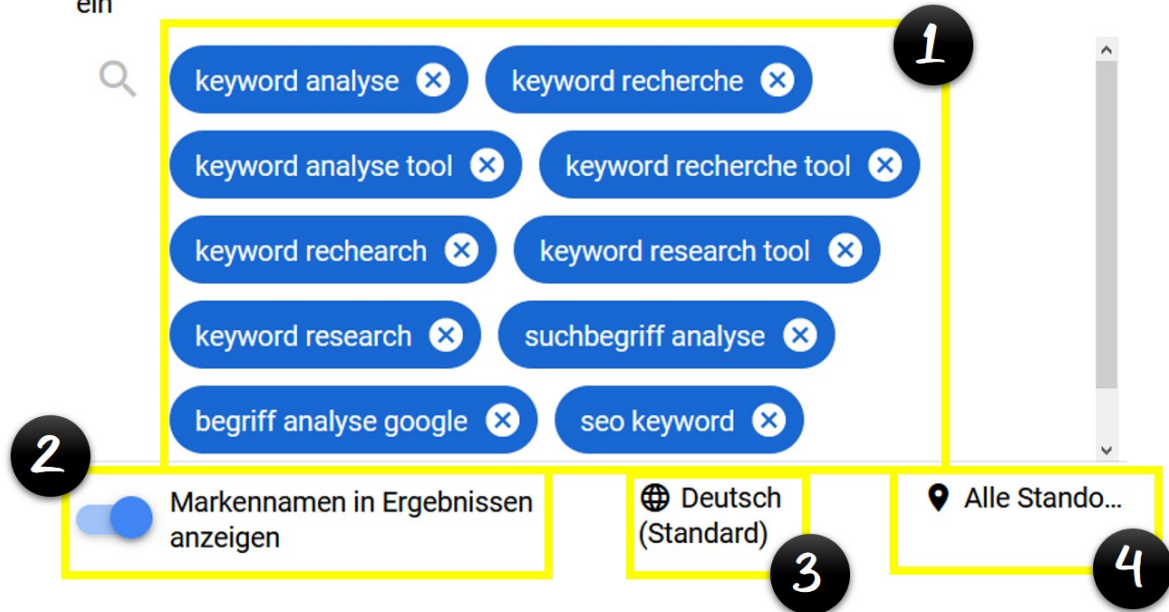 ein
1
keyword analyse keyword recherche
keyword analyse tool keyword recherche tool
keyword rechearch keyword research tool
keyword research suchbegriff analyse
begriff analyse google seo keyword
2
Markennamen in Ergebnissen
anzeigen
Deutsch
(Standard)
3
Alle Stando...
4